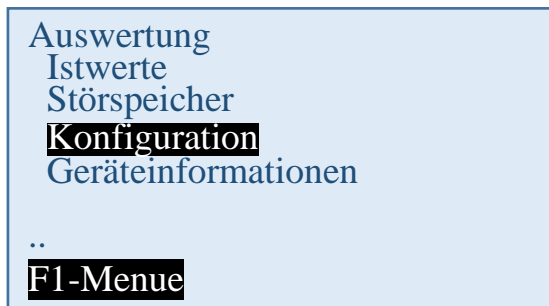 Auswertung
Istwerte
Störspeicher
Konfiguration
Geräteinformationen
..
F1-Menue